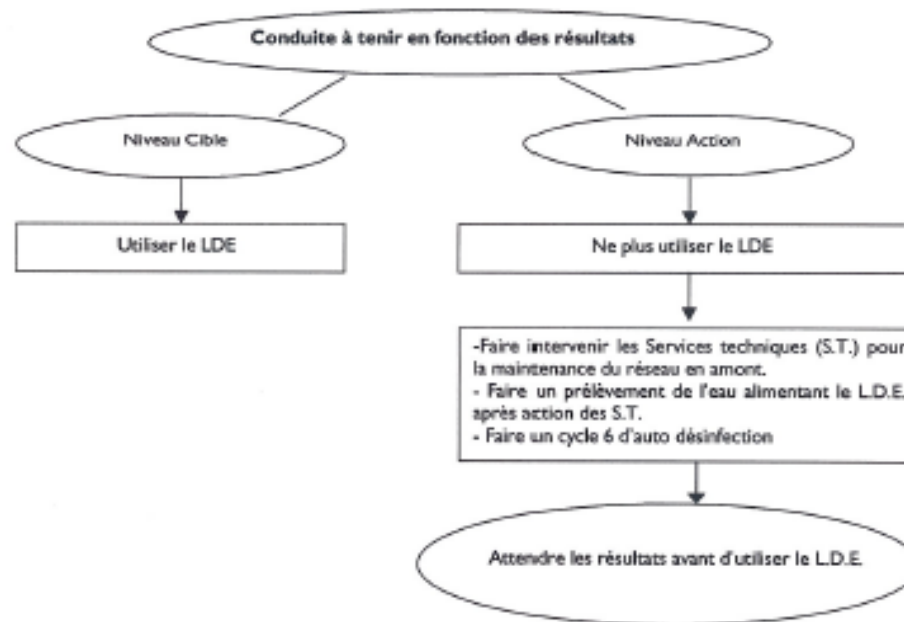 Conduite à tenir en fonction des résultats
Niveau Cible
Niveau Action
Utiliser le LDE
Ne plus utiliser le LDE
-Faire intervenir les Services techniques (S.T.) pour
la maintenance du réseau en amont.
- Faire un prélèvement de l'eau alimentant le L.D.E.
après action des S.T.
- Faire un cycle 6 d'auto désinfection
Attendre les résultats avant d'utiliser le L.D.E.